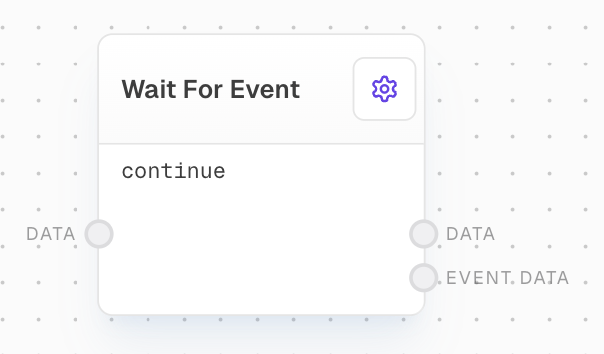 Wait For Event
continue
DATA
DATA
EVENT DATA